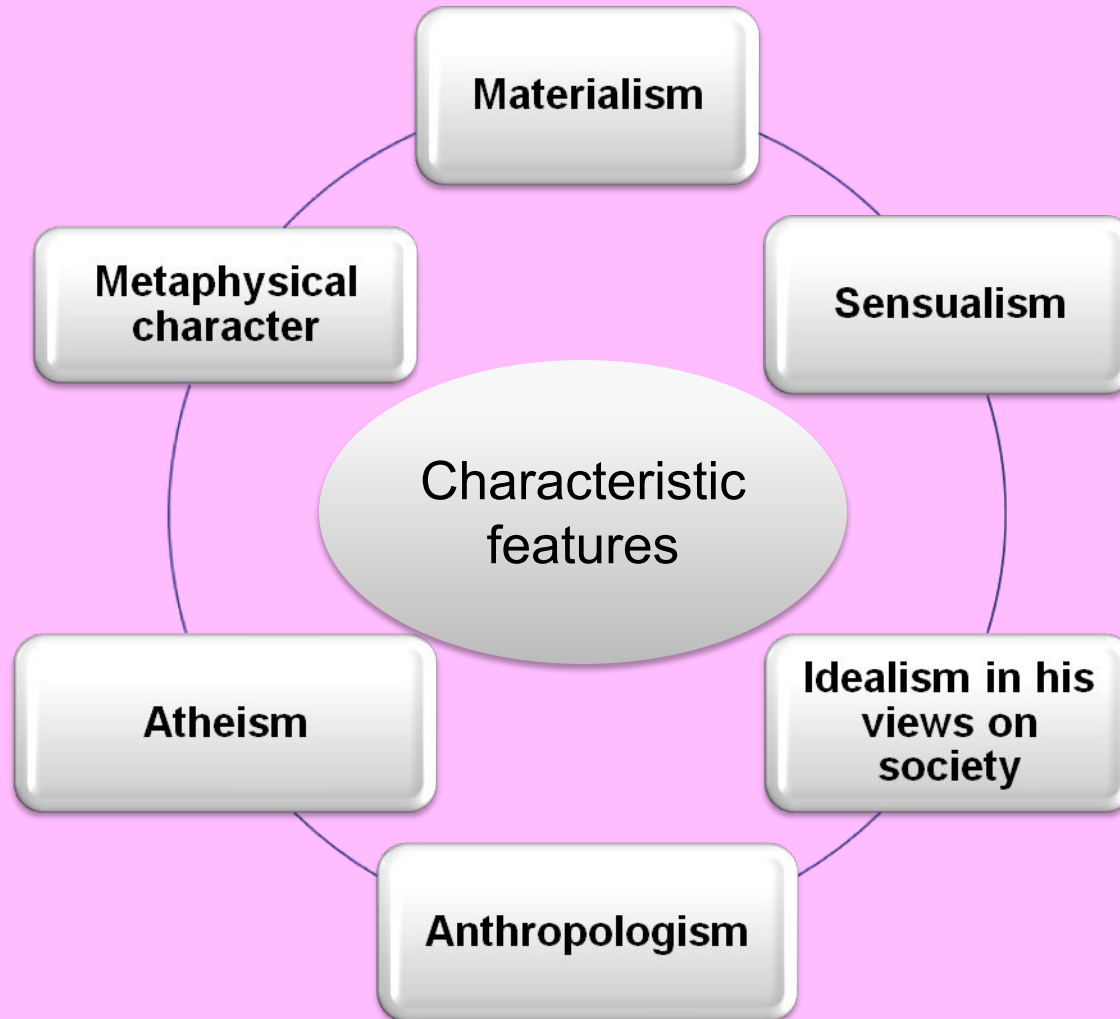 Materialism
Metaphysical
character
Sensualism
Characteristic
features
Atheism
Idealism in his
views on
society
Anthropologism